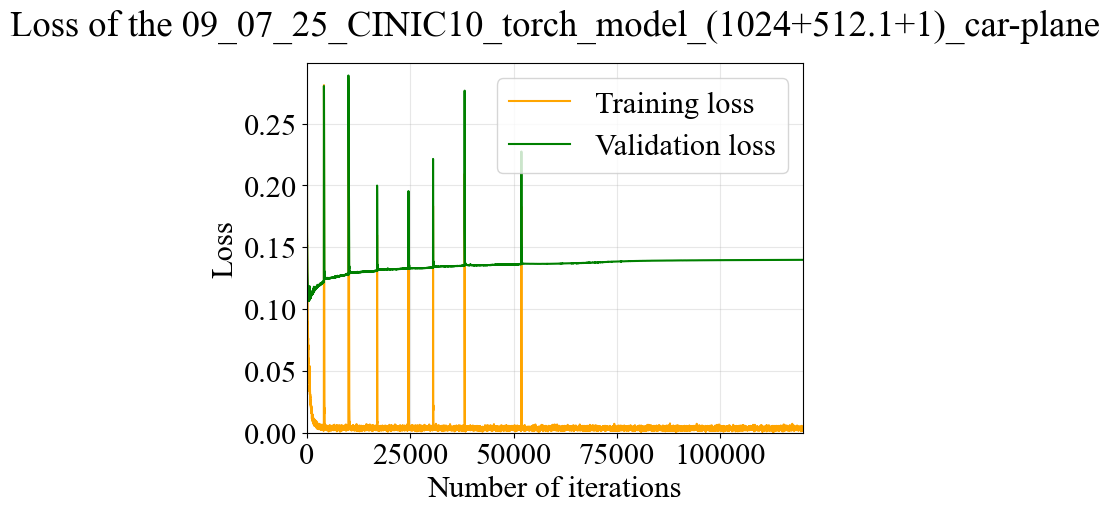 Loss of the 09_07_25_CINIC10_torch_model_(1024+512.1+1)_car-plane
Training loss
Validation loss
0.25
0.20
0.15
0.10
0.05
0.00
Loss
0
25000
50000
75000
100000
Number of iterations